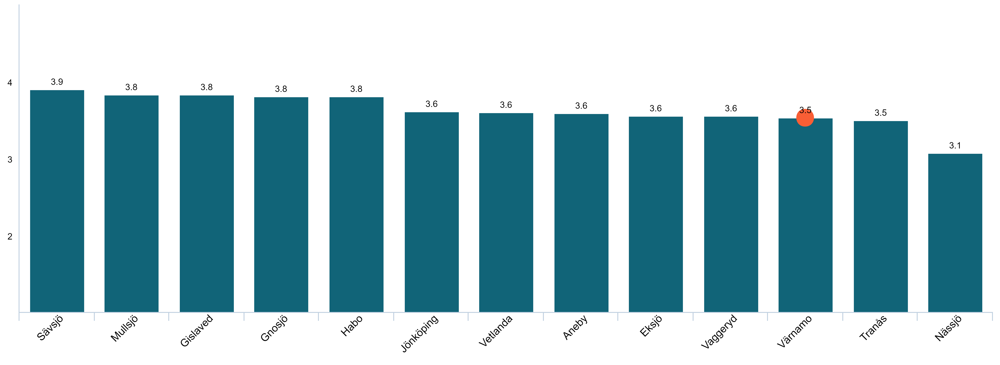 4
3
2
3.9
3.8
3.8
3.8
3.8
3.6
3.6
3.6
3.6
3.6
3.5
3.5
3.1
Sävsjö
Mullsjö
Gislaved
Gnosjö
Habo
Jönköping
Vetlanda
Aneby
Eksjö
Vaggeryd
Värnamo
Tranås
Nässjö